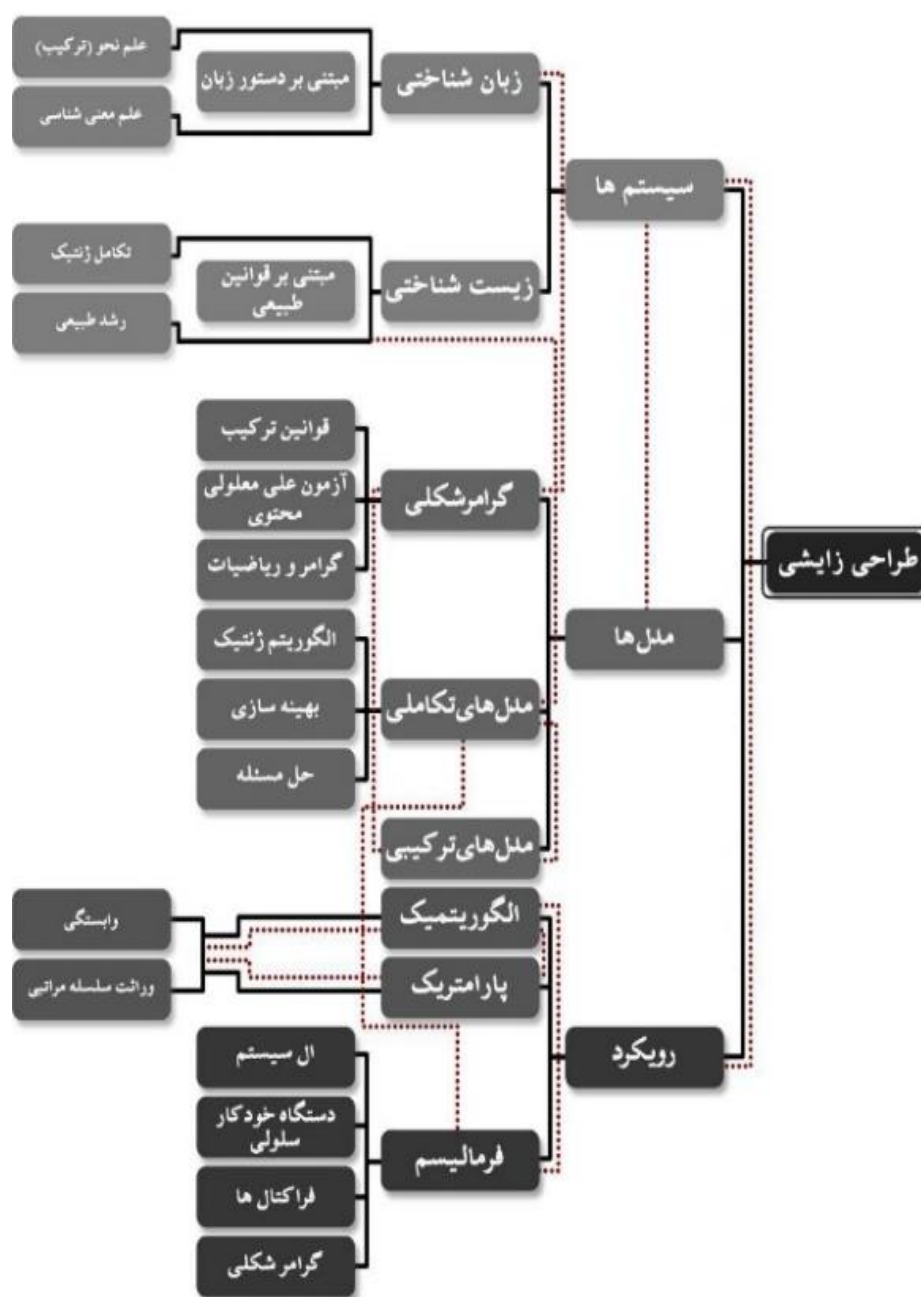 طراحی زایشی
سیستم ها
زبان شناختی
مبتنی بر دستور زبان
علم نحو (ترکیب)
علم معنی شناسی
زیست شناختی
مبتنی بر قوانین
طبیعی
تکامل ژنتیک
رشد طبیعی
مدل‌ها
گرامرشکلی
قوانین ترکیب
آزمون علی معلولی
محتوی
گرامر و ریاضیات
مدل‌های تکاملی
الگوریتم ژنتیک
بهینه سازی
حل مسئله
مدل‌های ترکیبی
رویکرد
الگوریتمیک
پارامتریک
وابستگی
وراثت سلسله مراتبی
فرمالیسم
ال سیستم
دستگاه خودکار
سلولی
فراکتال ها
گرامر شکلی